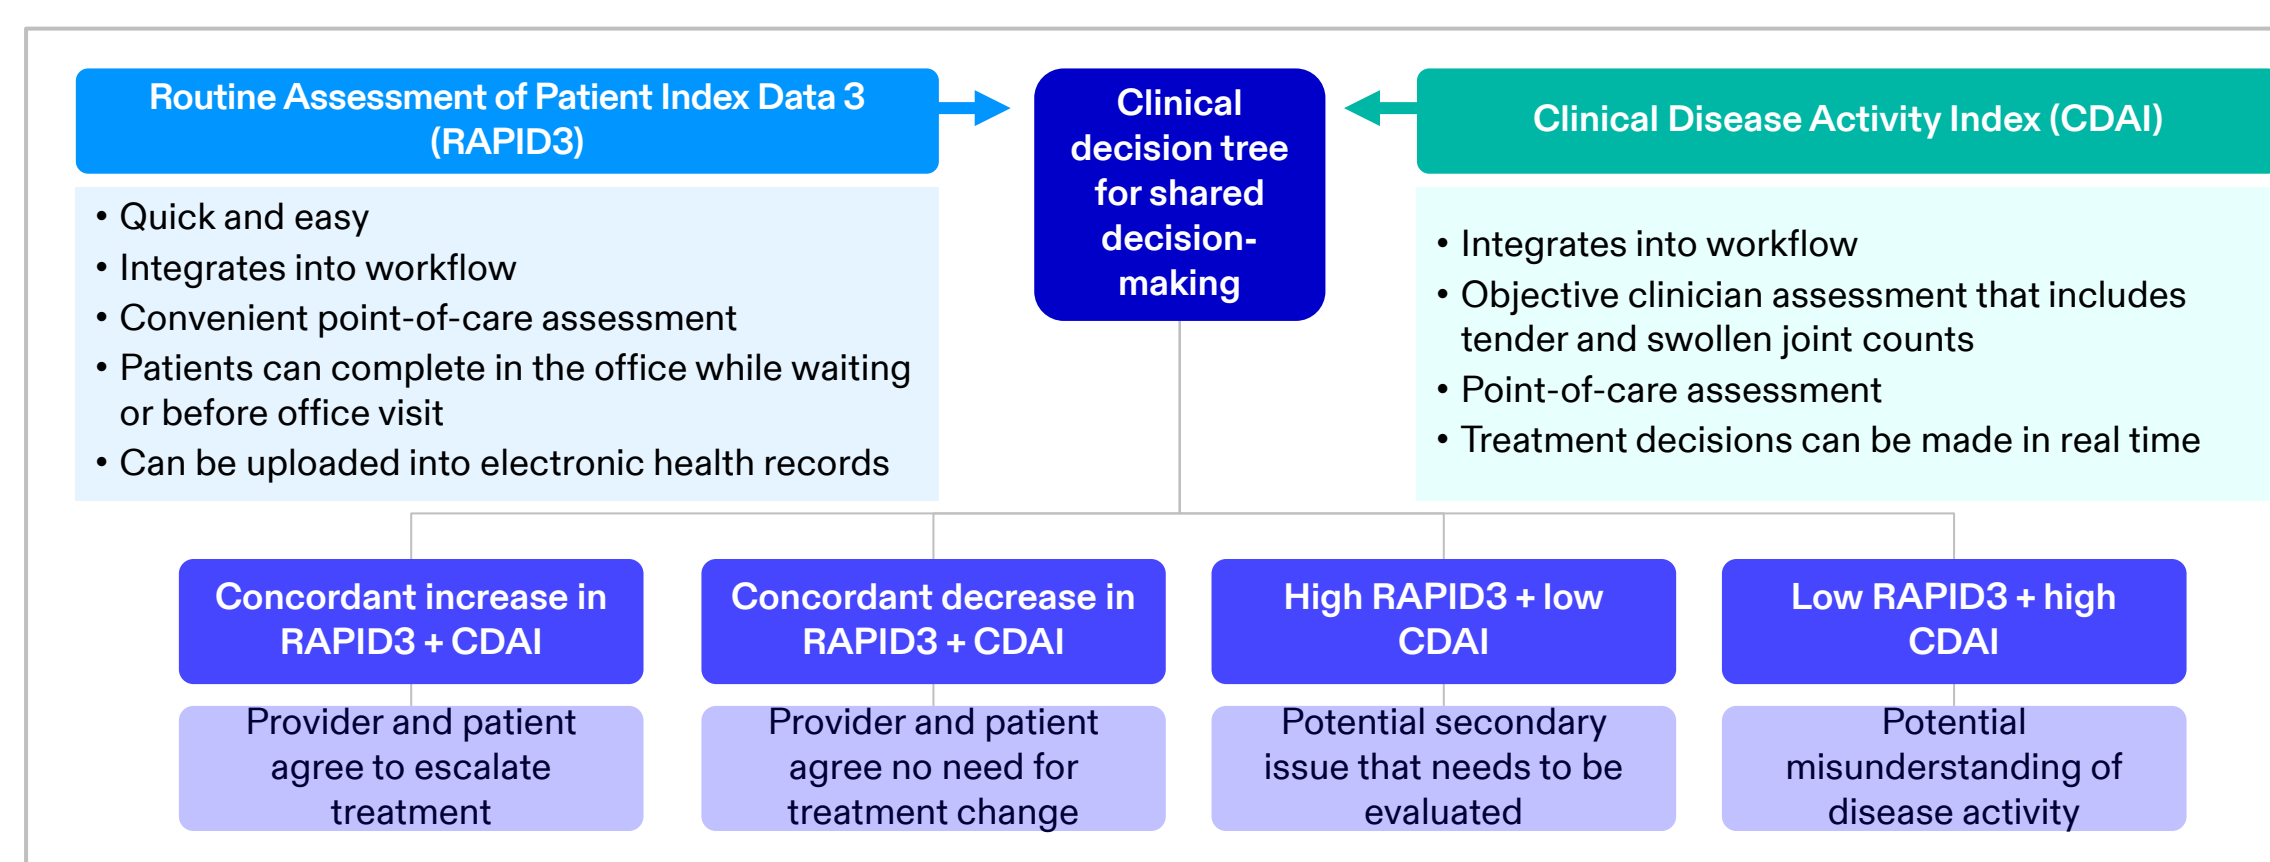 Routine Assessment of Patient Index Data 3
(RAPID3)
• Quick and easy
• Integrates into workflow
• Convenient point-of-care assessment
• Patients can complete in the office while waiting
or before office visit
• Can be uploaded into electronic health records
Clinical
decision tree
for shared
decision-
making
Clinical Disease Activity Index (CDAI)
• Integrates into workflow
• Objective clinician assessment that includes
tender and swollen joint counts
• Point-of-care assessment
• Treatment decisions can be made in real time
Concordant increase in
RAPID3 + CDAI
Provider and patient
agree to escalate
treatment
Concordant decrease in
RAPID3 + CDAI
Provider and patient
agree no need for
treatment change
High RAPID3 + low
CDAI
Potential secondary
issue that needs to be
evaluated
Low RAPID3 + high
CDAI
Potential
misunderstanding of
disease activity